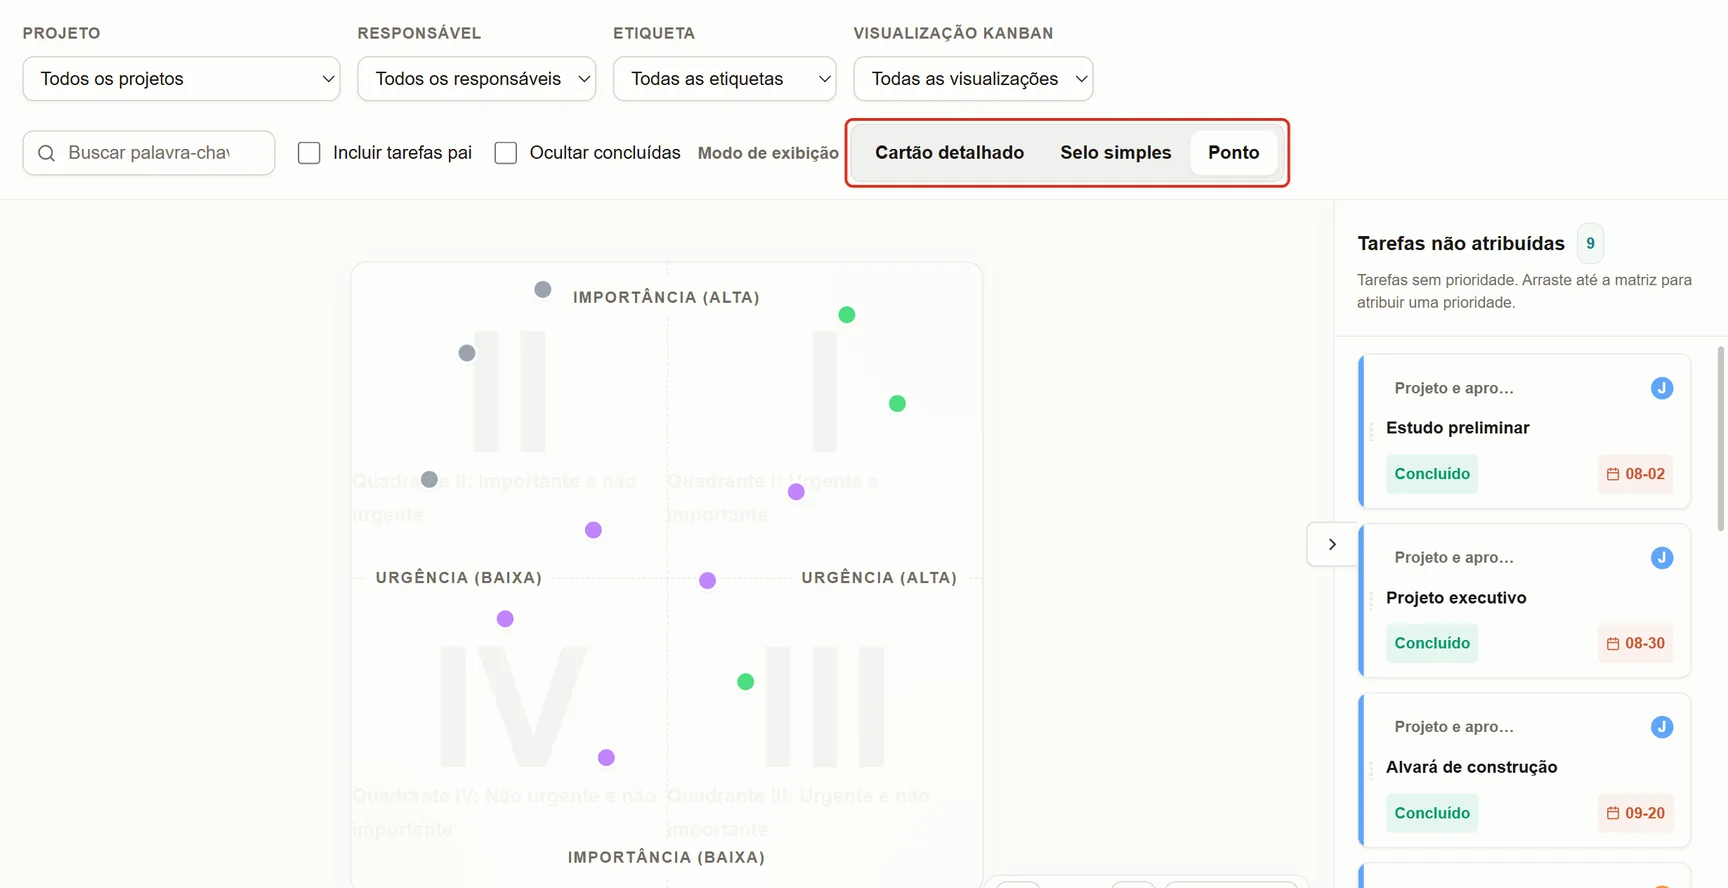 PROJETO
RESPONSÁVEL
ETIQUETA
VISUALIZAÇÃO KANBAN
Todos os projetos
Todos os responsáveis
Todas as etiquetas
Todas as visualizações
Buscar palavra-chav
Incluir tarefas pai
Ocultar concluídas
Modo de exibição
Cartão detalhado
Selo simples
Ponto
IMPORTÂNCIA (ALTA)
II
I
Quadrante II: Importante e não
urgente
Quadrante I: Urgente e
importante
URGÊNCIA (BAIXA)
URGÊNCIA (ALTA)
IV
III
Quadrante IV: Não urgente e não
importante
Quadrante III: Urgente e não
importante
IMPORTÂNCIA (BAIXA)
Tarefas não atribuídas
9
Tarefas sem prioridade. Arraste até a matriz para
atribuir uma prioridade.
Projeto e apro...
J
Estudo preliminar
Concluído
08-02
Projeto e apro...
J
Projeto executivo
Concluído
08-30
Projeto e apro...
J
Alvará de construção
Concluído
09-20